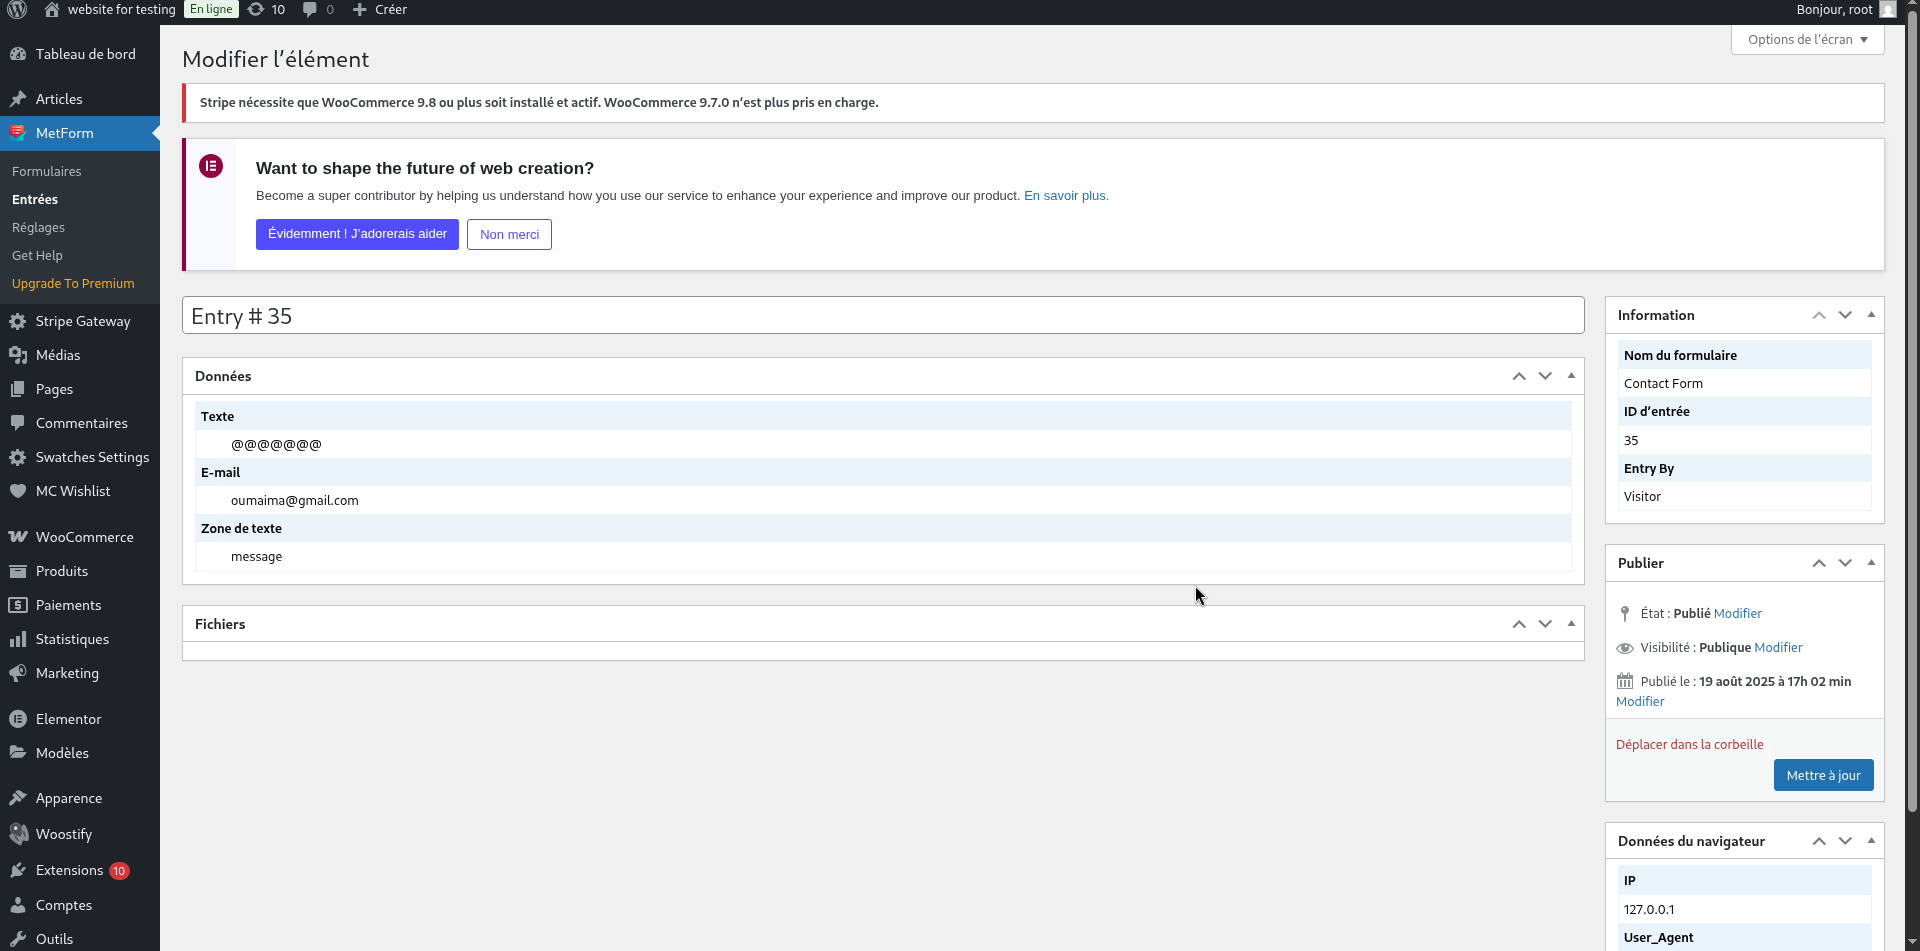 website for testing
En ligne
10
0
Créer
Bonjour, root
Tableau de bord
Articles
MetForm
Formulaires
Entrées
Réglages
Get Help
Upgrade To Premium
Stripe Gateway
Médias
Pages
Commentaires
Swatches Settings
MC Wishlist
WooCommerce
Produits
Paiements
Statistiques
Marketing
Elementor
Modèles
Apparence
Woostify
Extensions 10
Comptes
Outils
Options de l’écran
Modifier l’élément
Stripe nécessite que WooCommerce 9.8 ou plus soit installé et actif. WooCommerce 9.7.0 n’est plus pris en charge.
Want to shape the future of web creation?
Become a super contributor by helping us understand how you use our service to enhance your experience and improve our product. En savoir plus.
Évidemment ! J’adorerais aider
Non merci
Entry # 35
Données
Texte
@@@@@@@
E-mail
oumaima@gmail.com
Zone de texte
message
Fichiers
Information
Nom du formulaire
Contact Form
ID d’entrée
35
Entry By
Visitor
Publier
État : Publié Modifier
Visibilité : Publique Modifier
Publié le : 19 août 2025 à 17h 02 min
Modifier
Déplacer dans la corbeille
Mettre à jour
Données du navigateur
IP
127.0.0.1
User_Agent